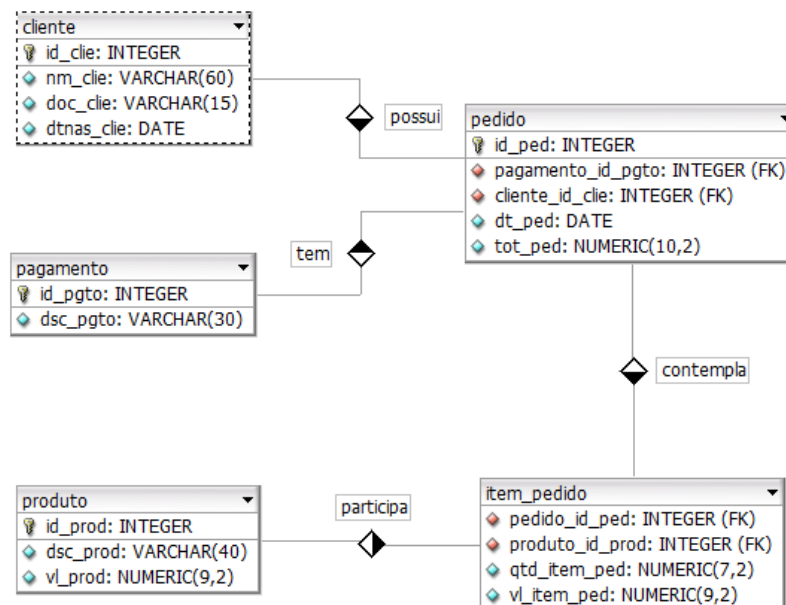 cliente
id_clie: INTEGER
nm_clie: VARCHAR(60)
doc_clie: VARCHAR(15)
dtnas_clie: DATE
possui
pedido
id_ped: INTEGER
pagamento_id_pgto: INTEGER (FK)
cliente_id_clie: INTEGER (FK)
dt_ped: DATE
tot_ped: NUMERIC(10,2)
tem
pagamento
id_pgto: INTEGER
dsc_pgto: VARCHAR(30)
contempla
produto
id_prod: INTEGER
dsc_prod: VARCHAR(40)
vl_prod: NUMERIC(9,2)
participa
item_pedido
pedido_id_ped: INTEGER (FK)
produto_id_prod: INTEGER (FK)
qtd_item_ped: NUMERIC(7,2)
vl_item_ped: NUMERIC(9,2)